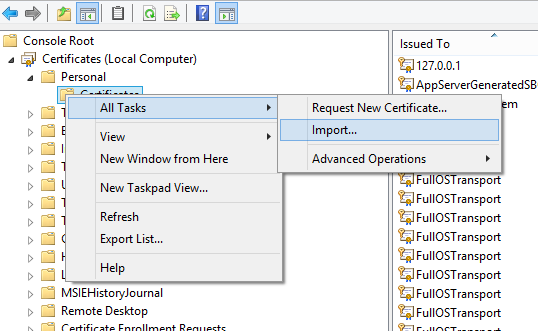 Console Root
Issued To
Certificates (Local Computer)
127.0.0.1
Personal
AppServerGeneratedSB
Certificates
All Tasks
Request New Certificate...
Import...
View
New Window from Here
Advanced Operations
New Taskpad View...
FullOSTransport
FullOSTransport
Refresh
FullOSTransport
Export List...
FullOSTransport
FullOSTransport
Help
FullOSTransport
MSIEHistoryJournal
FullOSTransport
Remote Desktop
FullOSTransport
Certificate Enrollment Requests
FullOSTransport